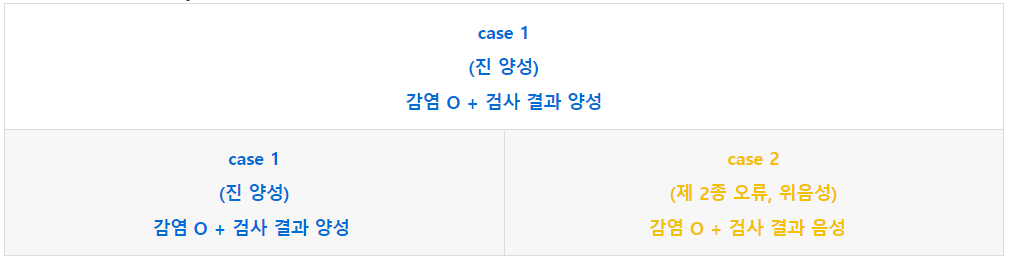 case 1
(진 양성)
감염 O + 검사 결과 양성
case 1
(진 양성)
감염 O + 검사 결과 양성
case 2
(제 2종 오류, 위음성)
감염 O + 검사 결과 음성